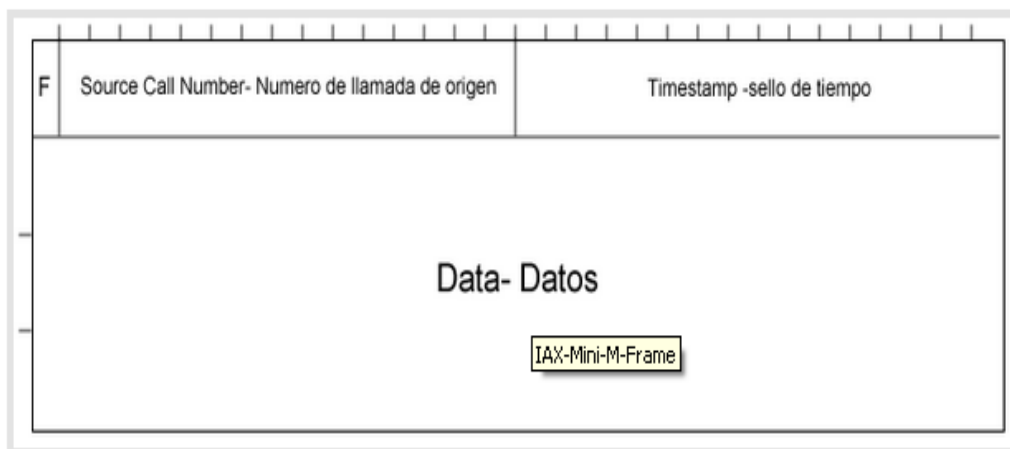 F
Source Call Number- Numero de llamada de origen
Timestamp -sello de tiempo
Data- Datos
IAX-Mini-M-Frame